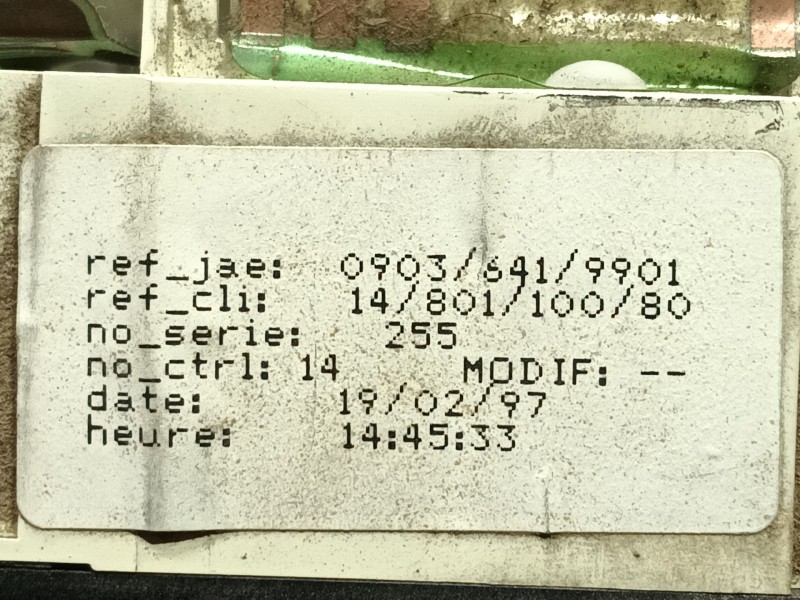 ref_jae: 0903/641/9901
ref_cli: 14/801/100/80
no_serie: 255
no_ctrl: 14 MODIF: --
date: 19/02/97
heure: 14:45:33